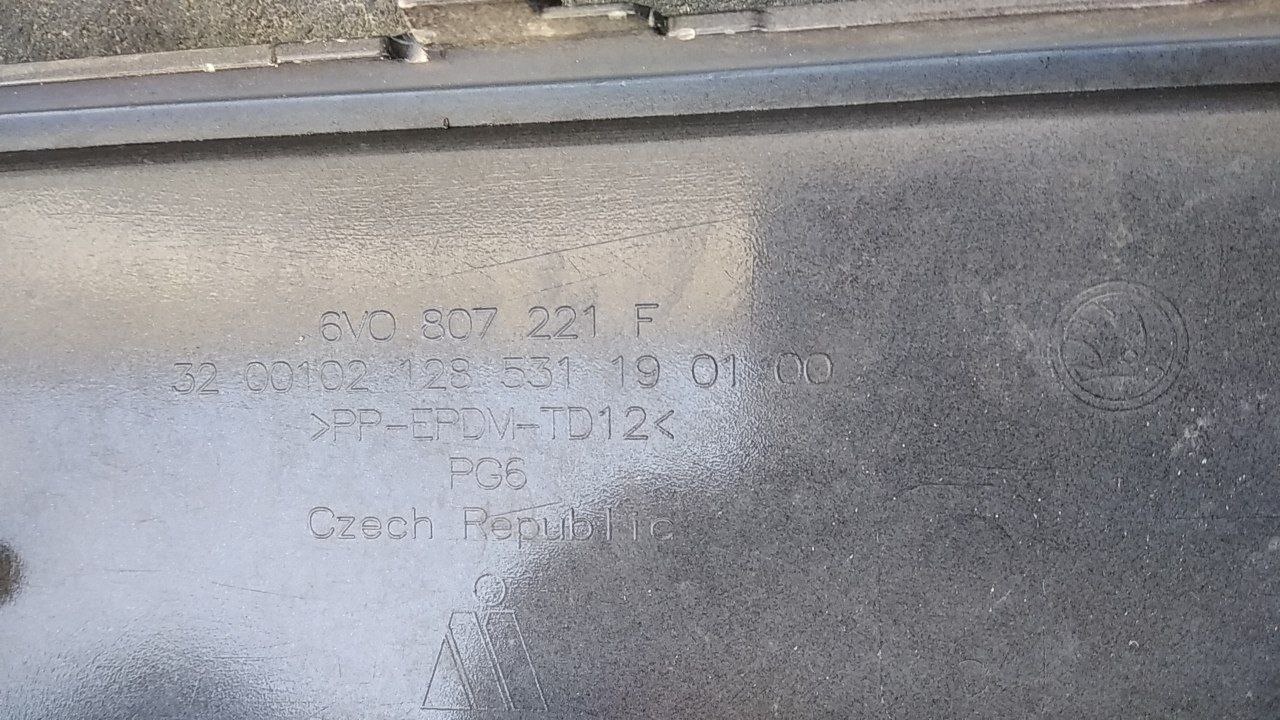 6V0 807 221 F
32 00102 128 531 19 01 00
>PP-EPDM-TD12<
PG6
Czech Republic